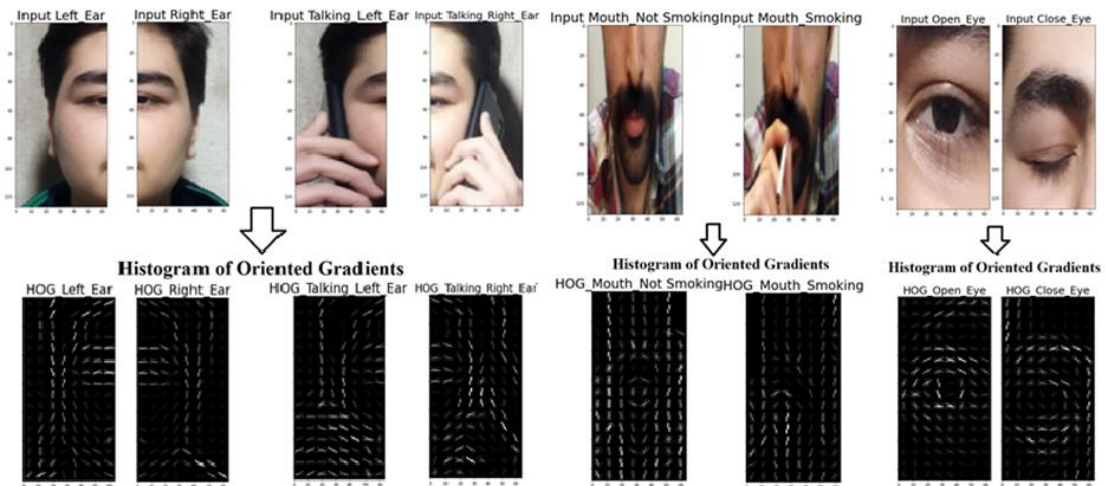 Input Left_Ear
Input Right_Ear
Input Talking_Left_Ear
Input Talking_Right_Ear
Input Mouth_Not Smoking
Input Mouth_Smoking
Input Open_Eye
Input Close_Eye
Histogram of Oriented Gradients
Histogram of Oriented Gradients
Histogram of Oriented Gradients
HOG_Left_Ear
HOG_Right_Ear
HOG_Talking_Left_Ear
HOG_Talking_Right_Ear
HOG_Mouth_Not Smoking
HOG_Mouth_Smoking
HOG_Open_Eye
HOG_Close_Eye